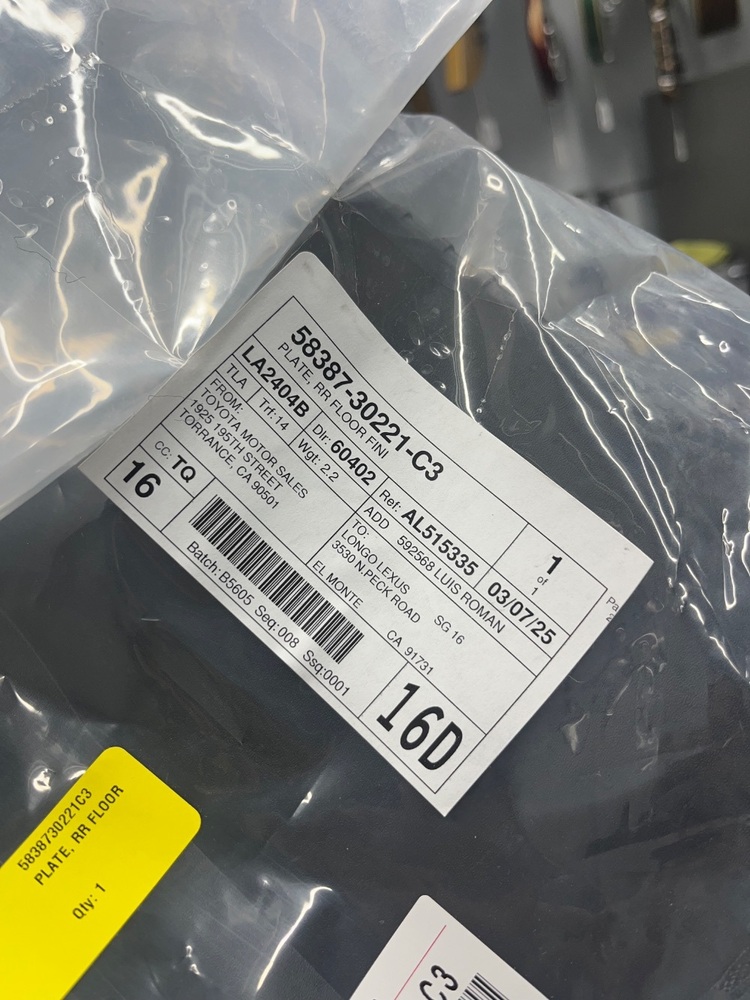 58387-30221-C3
PLATE, RR FLOOR FINI
LA2404B Dlr: 60402 Ref: AL515335 1
of
1
TLA Trf:14 Wgt: 2.2 ADD 592568 LUIS ROMAN 03/07/25
FROM:
TOYOTA MOTOR SALES
1925 195TH STREET
TORRANCE, CA 90501
TO:
LONGO LEXUS SG 16
3530 N.PECK ROAD
EL MONTE CA 91731
CC: TQ
16
Batch: B5605 Seq: 008 Ssq:0001
16D
5838730221C3
PLATE, RR FLOOR
Qty: 1
C-3